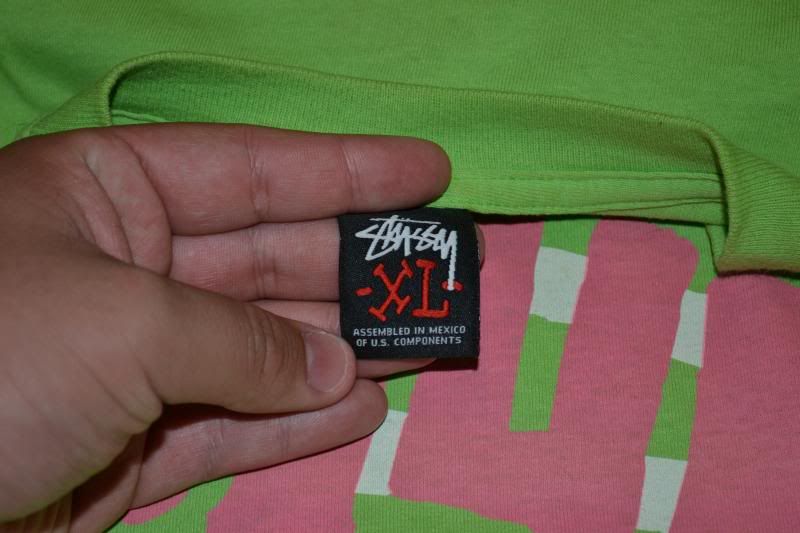 STÜSSY
-XL-
ASSEMBLED IN MEXICO
OF U.S. COMPONENTS